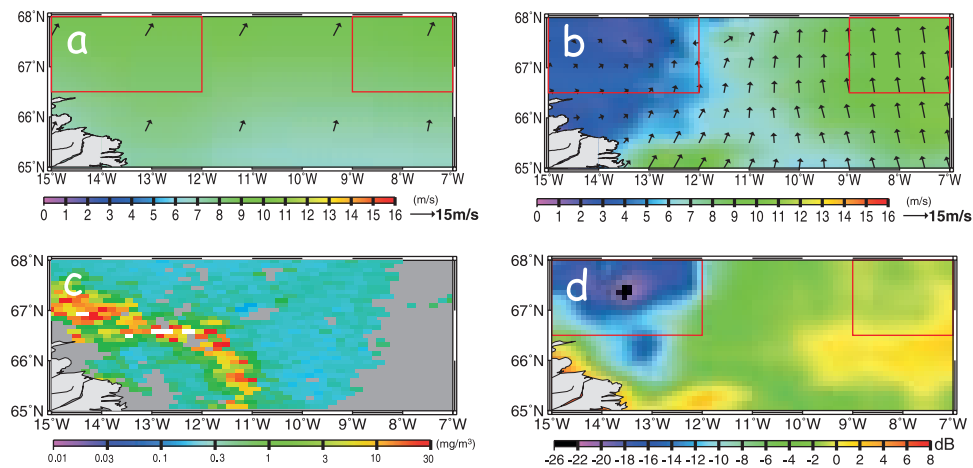 a
68°N
67°N
66°N
65°N
15°W 14°W 13°W 12°W 11°W 10°W 9°W 8°W 7°W
0 1 2 3 4 5 6 7 8 9 10 11 12 13 14 15 16
(m/s)
15m/s
b
68°N
67°N
66°N
65°N
15°W 14°W 13°W 12°W 11°W 10°W 9°W 8°W 7°W
0 1 2 3 4 5 6 7 8 9 10 11 12 13 14 15 16
(m/s)
15m/s
c
68°N
67°N
66°N
65°N
15°W 14°W 13°W 12°W 11°W 10°W 9°W 8°W 7°W
0.01 0.03 0.1 0.3 1 3 10 30
(mg/m³)
d
68°N
67°N
66°N
65°N
15°W 14°W 13°W 12°W 11°W 10°W 9°W 8°W 7°W
-26 -22 -20 -18 -16 -14 -12 -10 -8 -6 -4 -2 0 2 4 6 8
dB